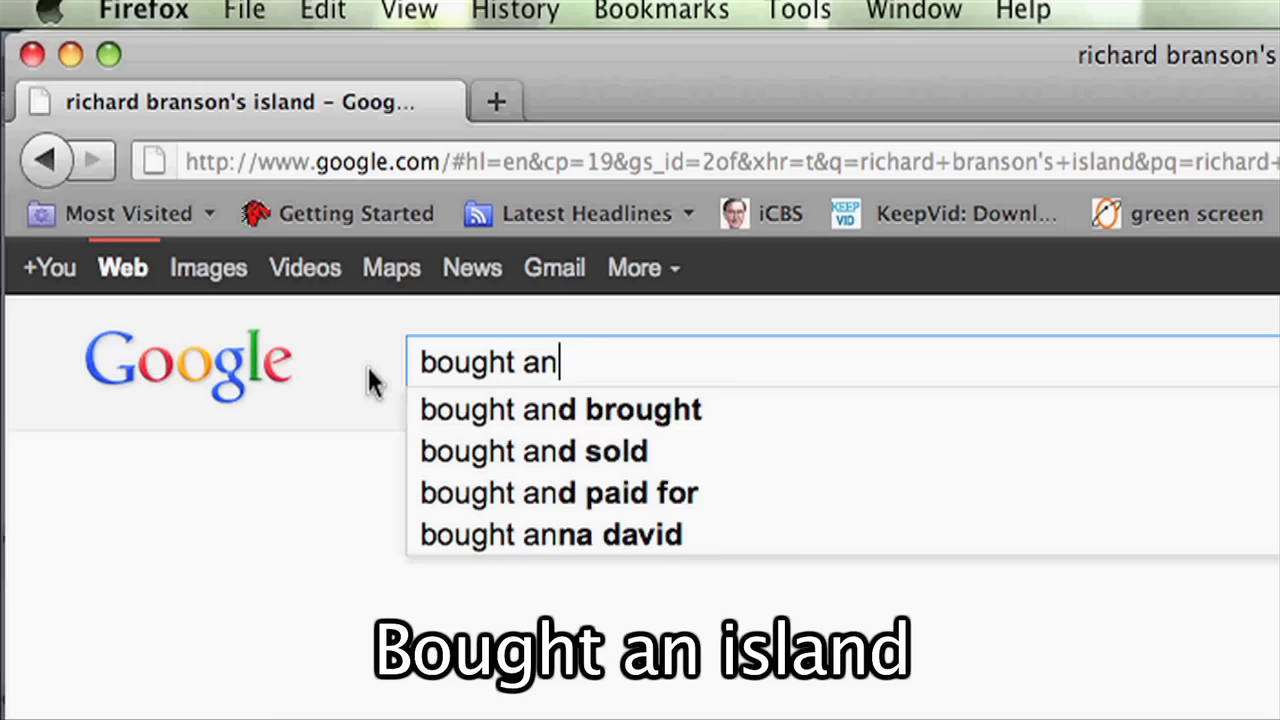 Firefox File Edit View History Bookmarks Tools Window Help
richard branson's
richard branson's island - Goog...
http://www.google.com/#hl=en&cp=19&gs_id=2of&xhr=t&q=richard+branson's+island&pq=richard+
Most Visited Getting Started Latest Headlines iCBS KEEP VID KeepVid: Downl... green screen
+You Web Images Videos Maps News Gmail More
Google bought an
bought and brought
bought and sold
bought and paid for
bought anna david
Bought an island